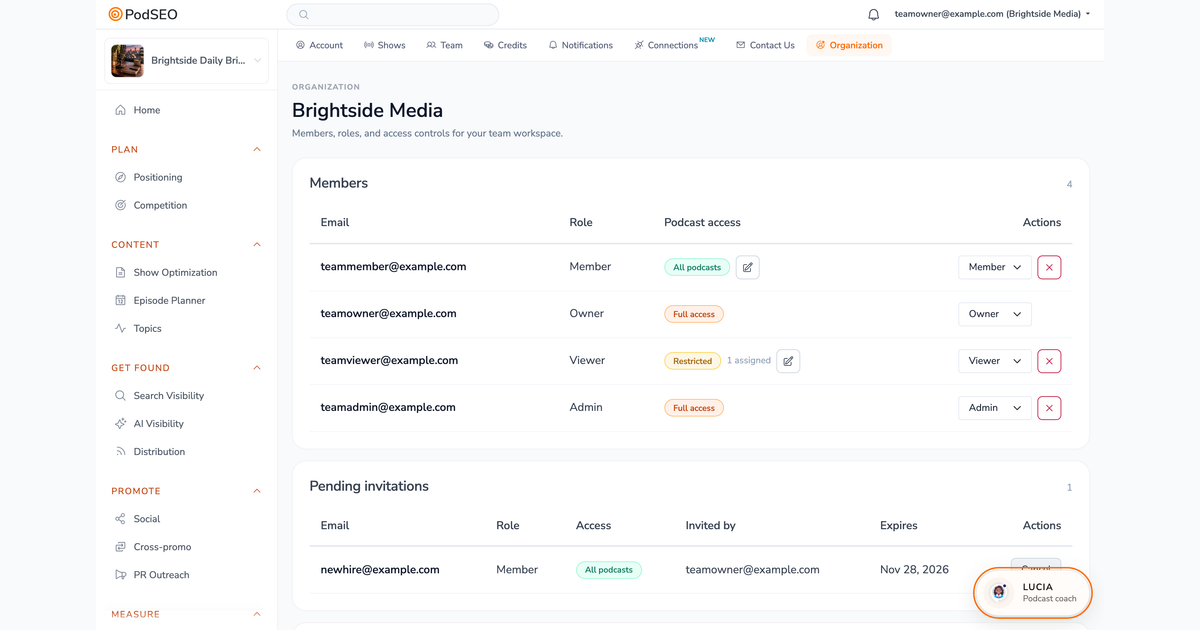 PodSEO
teamowner@example.com (Brightside Media)
Brightside Daily Bri...
Account
Shows
Team
Credits
Notifications
Connections
NEW
Contact Us
Organization
Home
PLAN
Positioning
Competition
CONTENT
Show Optimization
Episode Planner
Topics
GET FOUND
Search Visibility
AI Visibility
Distribution
PROMOTE
Social
Cross-promo
PR Outreach
MEASURE
ORGANIZATION
Brightside Media
Members, roles, and access controls for your team workspace.
Members
4
Email Role Podcast access Actions
teammember@example.com Member All podcasts Member
teamowner@example.com Owner Full access Owner
teamviewer@example.com Viewer Restricted 1 assigned Viewer
teamadmin@example.com Admin Full access Admin
Pending invitations
1
Email Role Access Invited by Expires Actions
newhire@example.com Member All podcasts teamowner@example.com Nov 28, 2026
LUCIA
Podcast coach